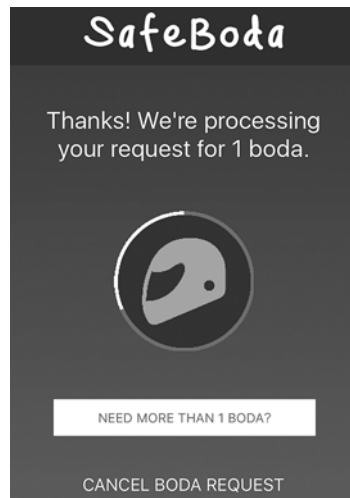 SafeBoda
Thanks! We're processing
your request for 1 boda.
NEED MORE THAN 1 BODA?
CANCEL BODA REQUEST